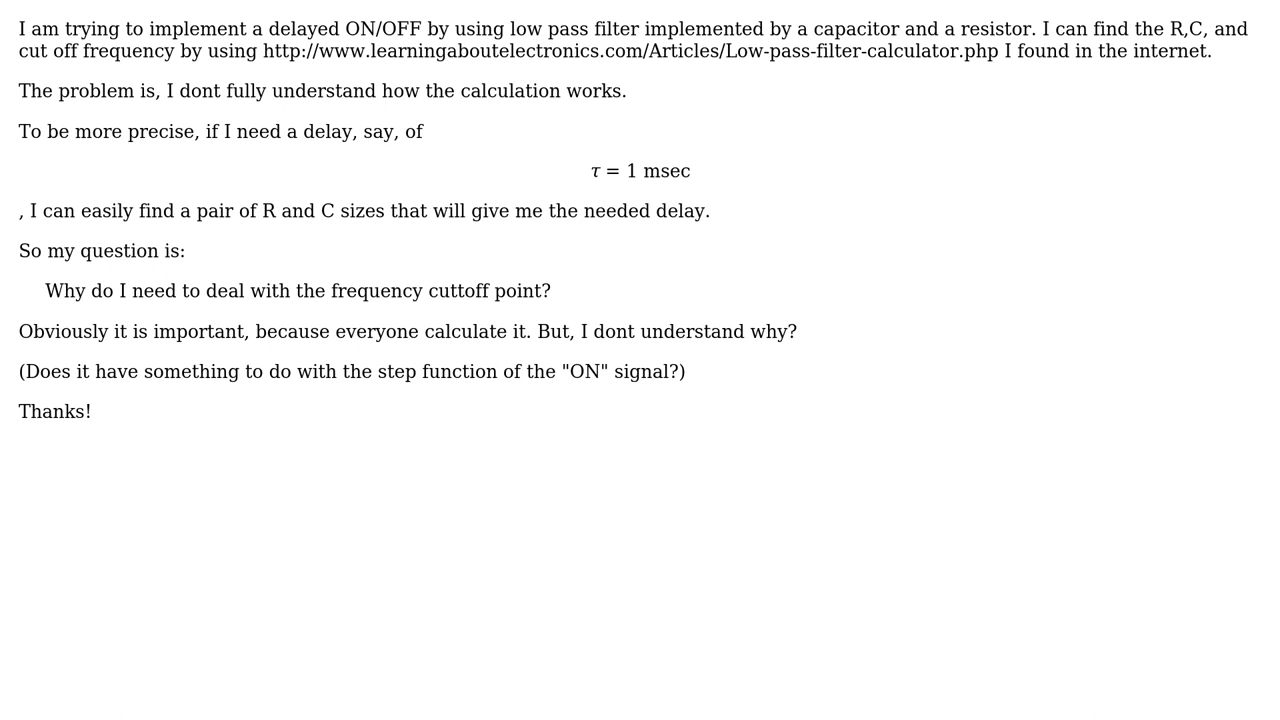 I am trying to implement a delayed ON/OFF by using low pass filter implemented by a capacitor and a resistor. I can find the R,C, and
cut off frequency by using http://www.learningaboutelectronics.com/Articles/Low-pass-filter-calculator.php I found in the internet.
The problem is, I dont fully understand how the calculation works.
To be more precise, if I need a delay, say, of
τ = 1 msec
, I can easily find a pair of R and C sizes that will give me the needed delay.
So my question is:
Why do I need to deal with the frequency cuttoff point?
Obviously it is important, because everyone calculate it. But, I dont understand why?
(Does it have something to do with the step function of the "ON" signal?)
Thanks!